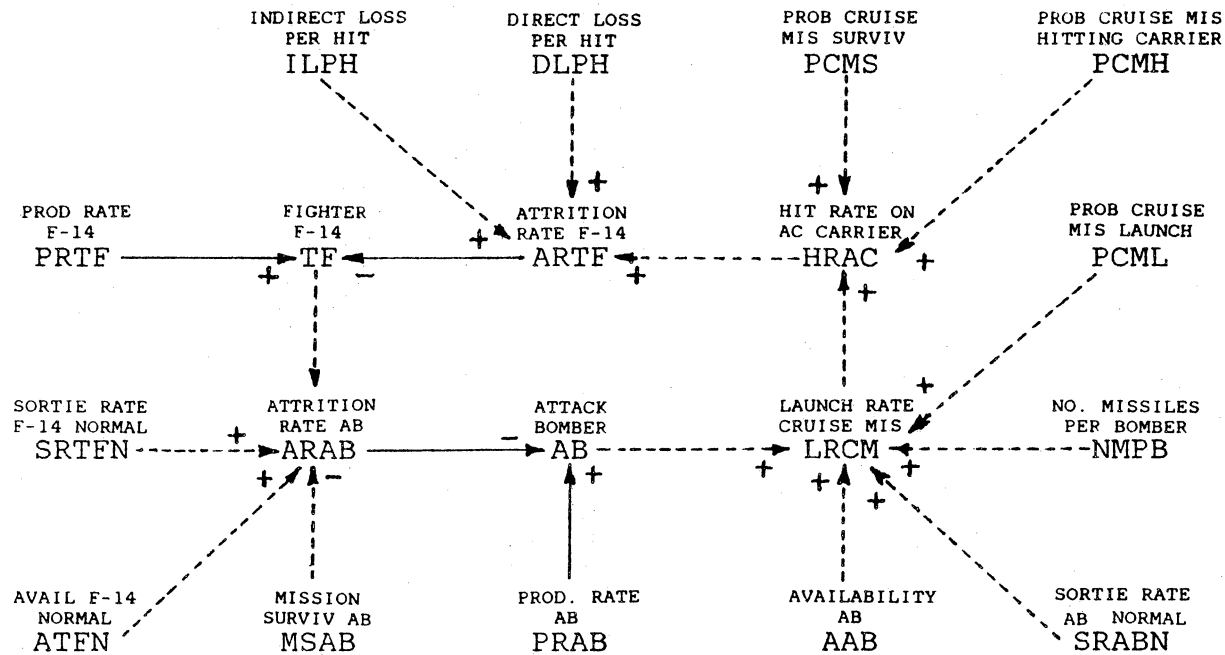 INDIRECT LOSS
PER HIT
ILPH
DIRECT LOSS
PER HIT
DLPH
PROB CRUISE
MIS SURVIV
PCMS
PROB CRUISE MIS
HITTING CARRIER
PCMH
+
+
PROD RATE
F-14
PRTF
+
FIGHTER
F-14
TF
−
+
ATTRITION
RATE F-14
ARTF
+
HIT RATE ON
AC CARRIER
HRAC
+
+
PROB CRUISE
MIS LAUNCH
PCML
SORTIE RATE
F-14 NORMAL
SRTFN
+
ATTRITION
RATE AB
ARAB
+
−
−
ATTACK
BOMBER
AB
+
+
LAUNCH RATE
CRUISE MIS
LRCM
+
+
+
+
NO. MISSILES
PER BOMBER
NMPB
AVAIL F-14
NORMAL
ATFN
MISSION
SURVIV AB
MSAB
PROD. RATE
AB
PRAB
AVAILABILITY
AB
AAB
SORTIE RATE
AB NORMAL
SRABN